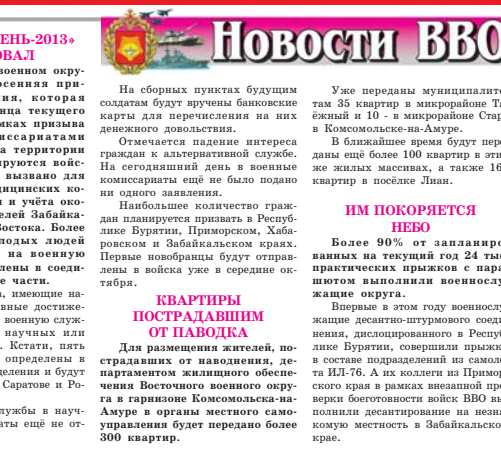 Новости ВВО
ЕНЬ-2013»
ОВАЛ
военном окру-
осенняя при-
ния, которая
нца текущего
мках призыва
миссариатами
а территории
ируются войс-
вызвано для
дицинских ко-
и и учёта око-
телей Забайка-
Востока. Более
лодых людей
на военную
лены в соеди-
е части.
а, имеющие на-
вные достиже-
военную служ-
научных или
. Кстати, пять
определены в
деления и будут
Саратове и Ро-
лужбы в науч-
аты ещё не от-
На сборных пунктах будущим
солдатам будут вручены банковские
карты для перечисления на них
денежного довольствия.
Отмечается падение интереса
граждан к альтернативной службе.
На сегодняшний день в военные
комиссариаты ещё не было подано
ни одного заявления.
Наибольшее количество граж-
дан планируется призвать в Респуб-
лике Бурятии, Приморском, Хаба-
ровском и Забайкальском краях.
Первые новобранцы будут отправ-
лены в войска уже в середине ок-
тября.
КВАРТИРЫ
ПОСТРАДАВШИМ
ОТ ПАВОДКА
Для размещения жителей, по-
страдавших от наводнения, де-
партаментом жилищного обеспе-
чения Восточного военного окру-
га в гарнизоне Комсомольска-на-
Амуре в органы местного само-
управления будет передано более
300 квартир.
Уже переданы муниципалите
там 35 квартир в микрорайоне Та
ёжный и 10 - в микрорайоне Стар
в Комсомольске-на-Амуре.
В ближайшее время будут пере
даны ещё более 100 квартир в эти
же жилых массивах, а также 16
квартир в посёлке Лиан.
ИМ ПОКОРЯЕТСЯ
НЕБО
Более 90% от запланиро
ванных на текущий год 24 тыс
практических прыжков с пара
шютом выполнили военнослу
жащие округа.
Впервые в этом году военнослу
жащие десантно-штурмового соеди
нения, дислоцированного в Респуб
лике Бурятии, совершили прыжк
в составе подразделений из самоле
та ИЛ-76. А их коллеги из Примор
ского края в рамках внезапной про
верки боеготовности войск ВВО вы
полнили десантирование на незна
комую местность в Забайкальско
крае.